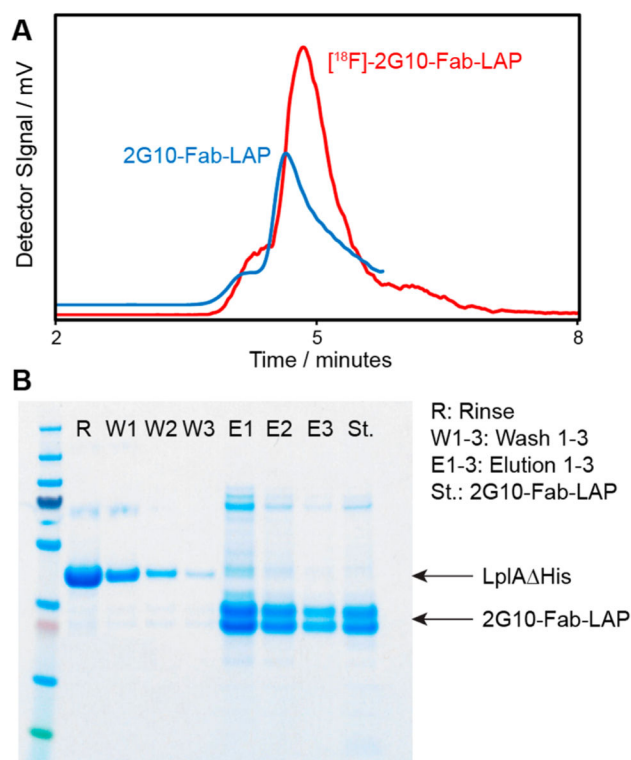 A
Detector SIgnal / mV
[¹⁸F]-2G10-Fab-LAP
2G10-Fab-LAP
2 5 8
Time / minutes
B
R W1 W2 W3 E1 E2 E3 St.
R: Rinse
W1-3: Wash 1-3
E1-3: Elution 1-3
St.: 2G10-Fab-LAP
LplAΔHis
2G10-Fab-LAP